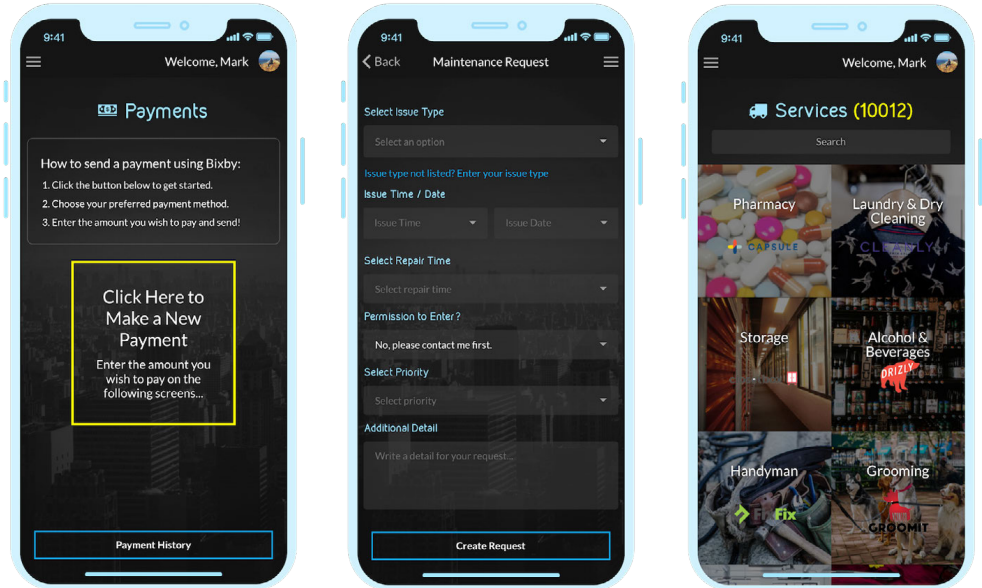 9:41
Welcome, Mark
Payments
How to send a payment using Bixby:
1. Click the button below to get started.
2. Choose your preferred payment method.
3. Enter the amount you wish to pay and send!
Click Here to
Make a New
Payment
Enter the amount you
wish to pay on the
following screens...
Payment History
9:41
Back
Maintenance Request
Select Issue Type
Select an option
Issue type not listed? Enter your issue type
Issue Time / Date
Issue Time
Issue Date
Select Repair Time
Select repair time
Permission to Enter?
No, please contact me first.
Select Priority
Select priority
Additional Detail
Write a detail for your request...
Create Request
9:41
Welcome, Mark
Services (10012)
Search
Pharmacy
CAPSULE
Laundry & Dry
Cleaning
CLEANLY
Storage
Alcohol &
Beverages
DRIZLY
Handyman
Fix
Grooming
GROOMIT